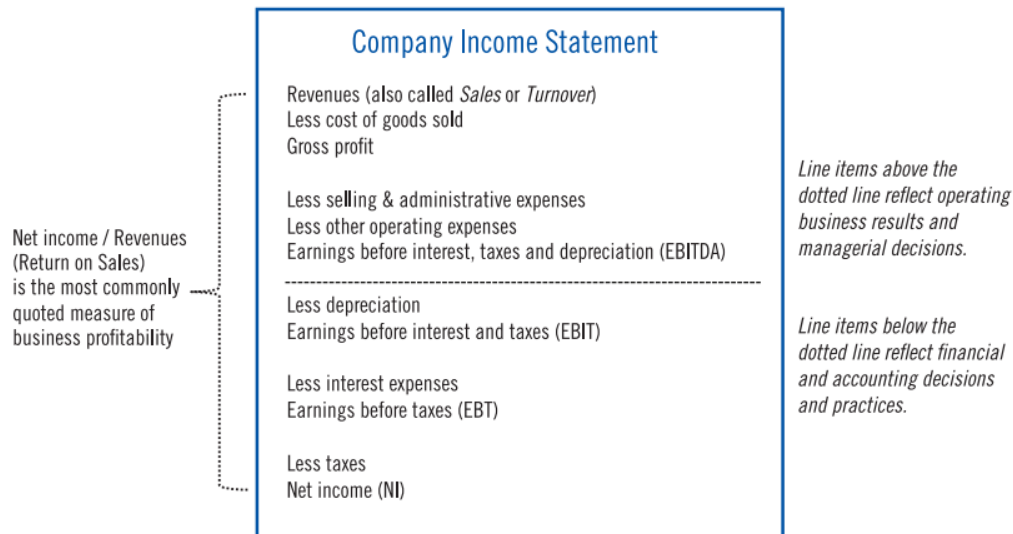 Company Income Statement
Revenues (also called Sales or Turnover)
Less cost of goods sold
Gross profit
Less selling & administrative expenses
Less other operating expenses
Earnings before interest, taxes and depreciation (EBITDA)
Less depreciation
Earnings before interest and taxes (EBIT)
Less interest expenses
Earnings before taxes (EBT)
Less taxes
Net income (NI)
Net income / Revenues
(Return on Sales)
is the most commonly
quoted measure of
business profitability
Line items above the
dotted line reflect operating
business results and
managerial decisions.
Line items below the
dotted line reflect financial
and accounting decisions
and practices.